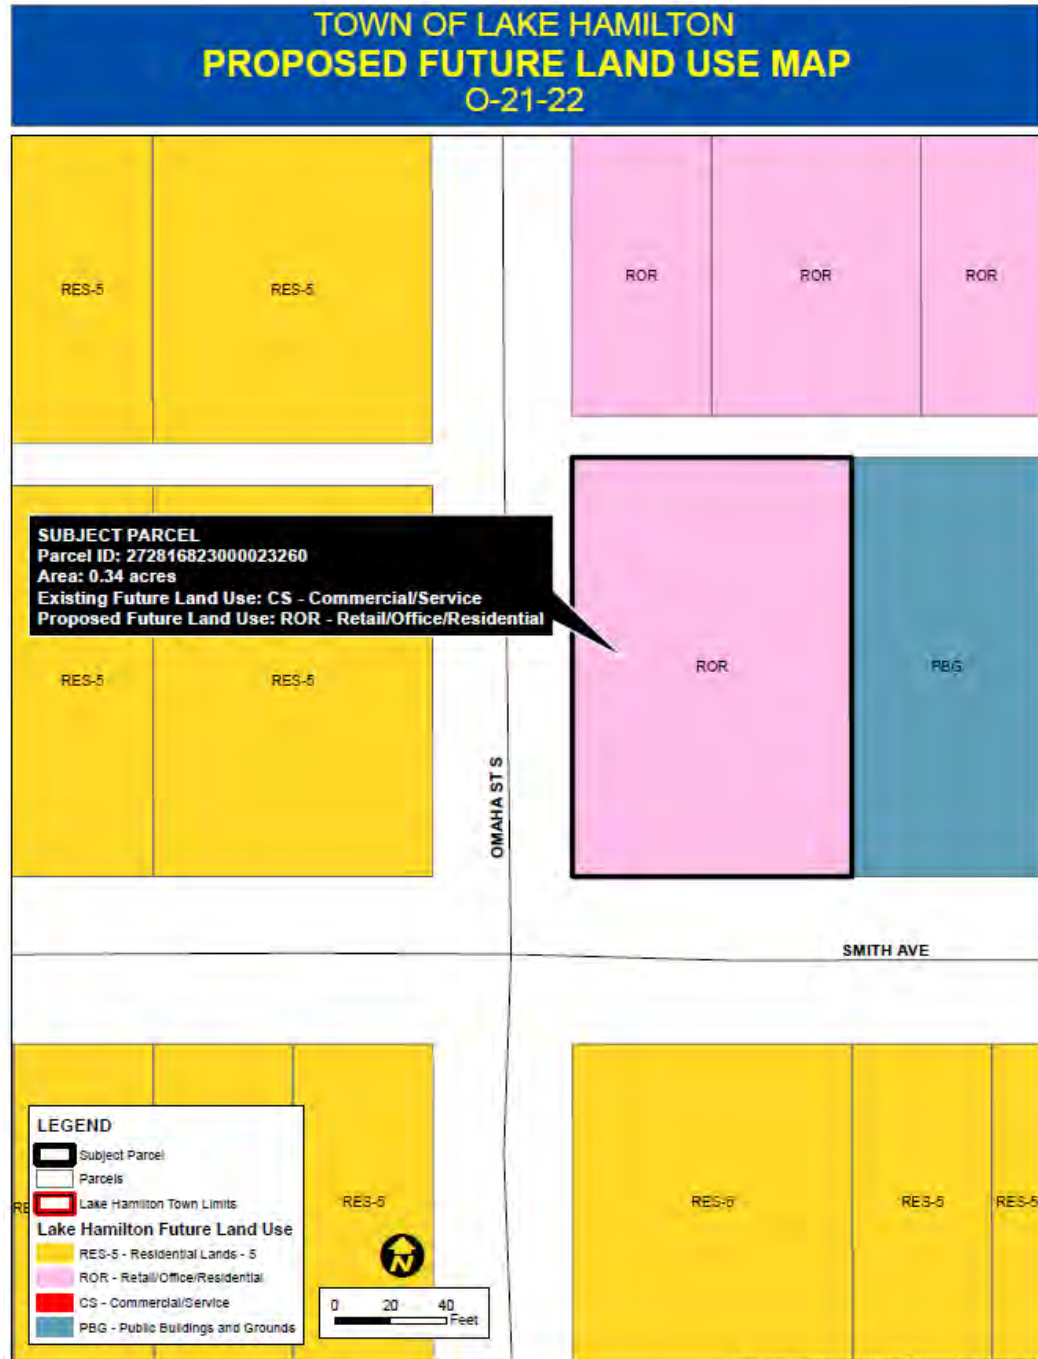 TOWN OF LAKE HAMILTON
PROPOSED FUTURE LAND USE MAP
O-21-22
RES-5
RES-5
ROR
ROR
ROR
SUBJECT PARCEL
Parcel ID: 272816823000023260
Area: 0.34 acres
Existing Future Land Use: CS - Commercial/Service
Proposed Future Land Use: ROR - Retail/Office/Residential
RES-5
RES-5
ROR
PBG
OMAHA ST S
SMITH AVE
RES-5
RES-5
RES-5
RES-5
LEGEND
Subject Parcel
Parcels
Lake Hamilton Town Limits
Lake Hamilton Future Land Use
RES-5 - Residential Lands - 5
ROR - Retail/Office/Residential
CS - Commercial/Service
PBG - Public Buildings and Grounds
N
0 20 40
Feet